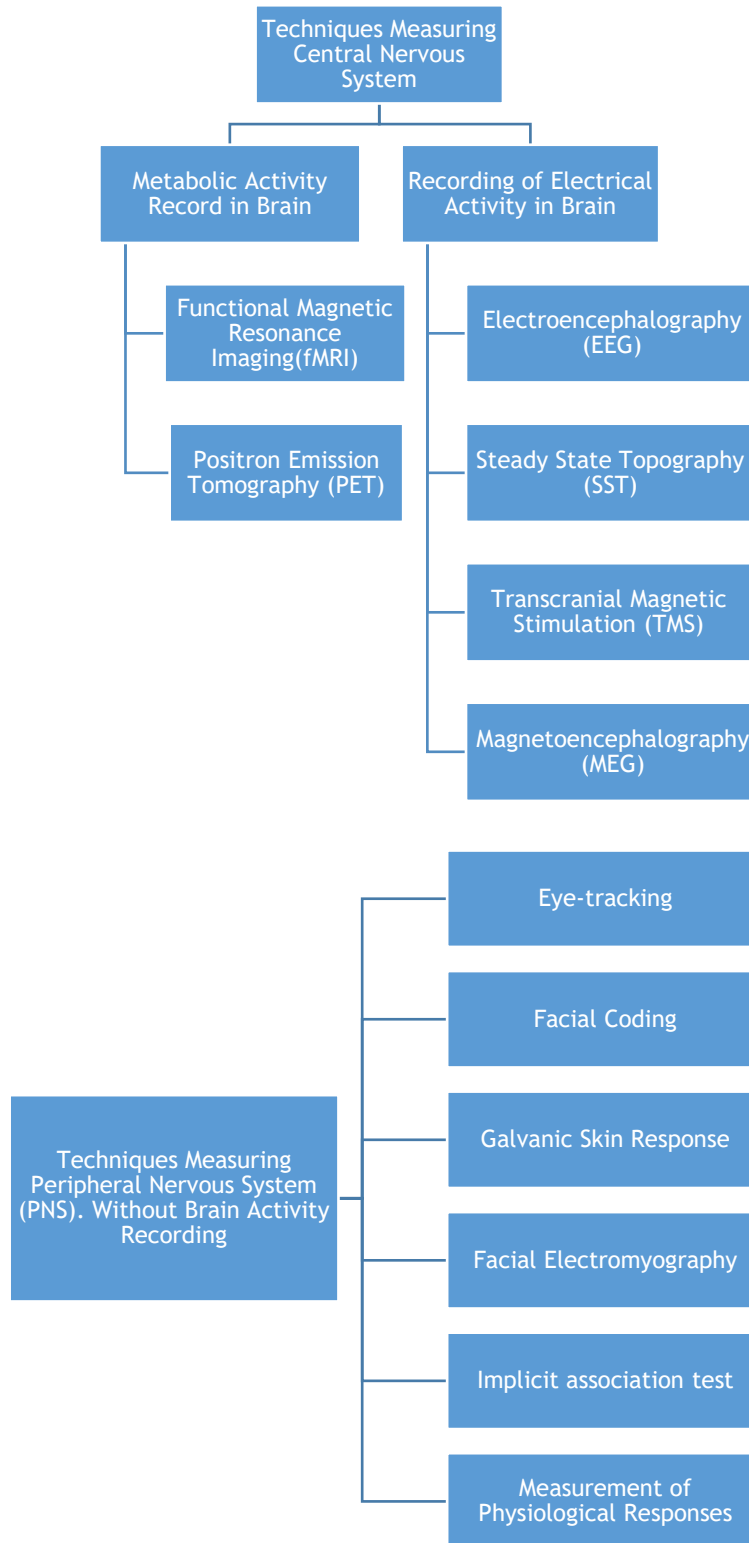 Techniques Measuring
Central Nervous
System
Metabolic Activity
Record in Brain
Recording of Electrical
Activity in Brain
Functional Magnetic
Resonance
Imaging(fMRI)
Electroencephalography
(EEG)
Positron Emission
Tomography (PET)
Steady State Topography
(SST)
Transcranial Magnetic
Stimulation (TMS)
Magnetoencephalography
(MEG)
Techniques Measuring
Peripheral Nervous System
(PNS). Without Brain Activity
Recording
Eye-tracking
Facial Coding
Galvanic Skin Response
Facial Electromyography
Implicit association test
Measurement of
Physiological Responses